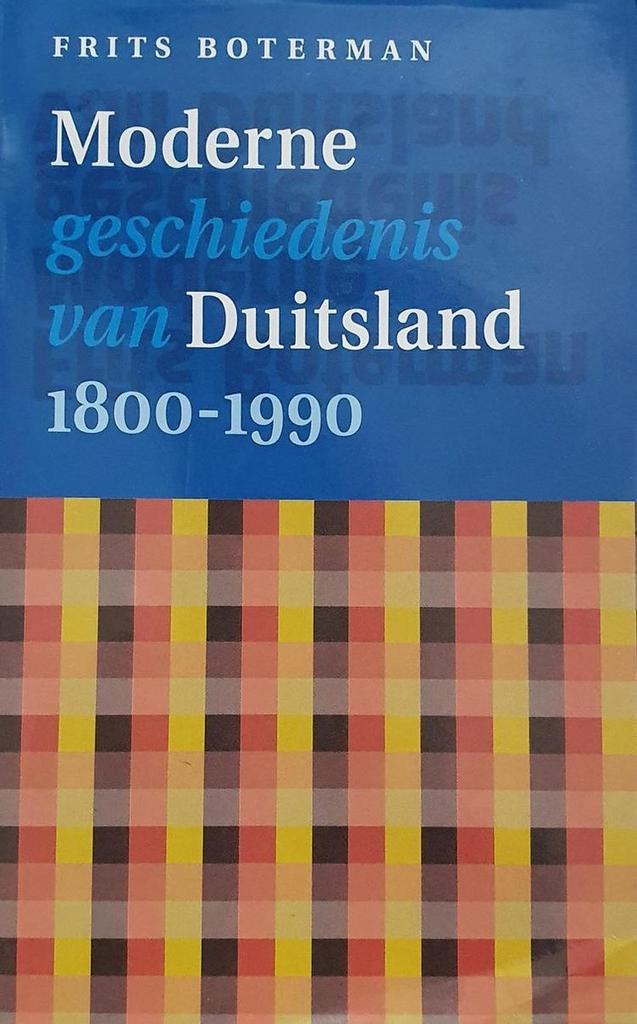 FRITS BOTERMAN
Moderne
geschiedenis
van Duitsland
1800-1990